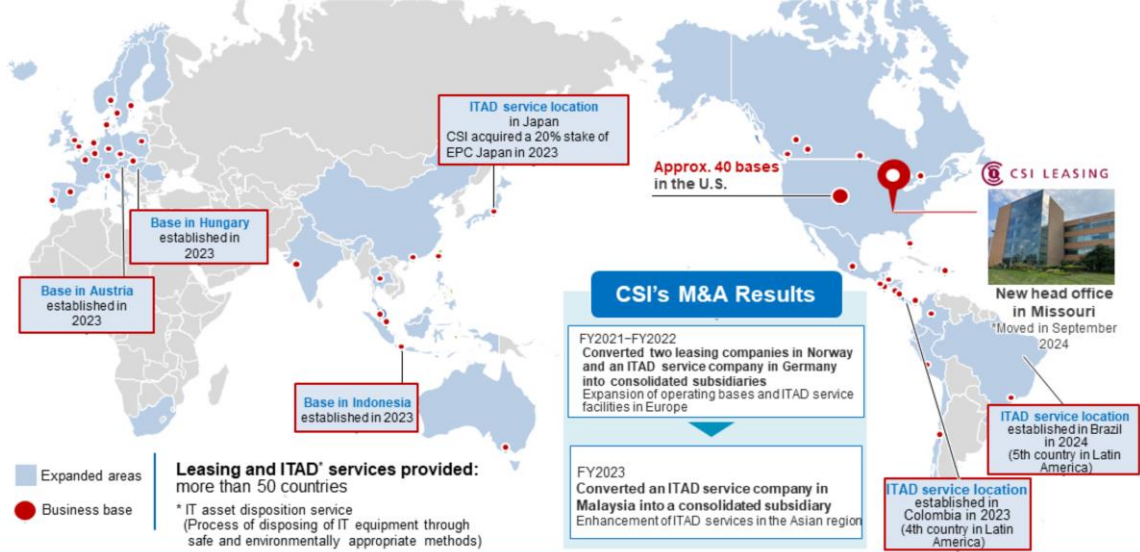 ITAD service location
in Japan
CSI acquired a 20% stake of
EPC Japan in 2023
Approx. 40 bases
in the U.S.
CSI LEASING
New head office
in Missouri
*Moved in September
2024
Base in Hungary
established in
2023
Base in Austria
established in
2023
Base in Indonesia
established in 2023
CSI's M&A Results
FY2021–FY2022
Converted two leasing companies in Norway
and an ITAD service company in Germany
into consolidated subsidiaries
Expansion of operating bases and ITAD service
facilities in Europe
FY2023
Converted an ITAD service company in
Malaysia into a consolidated subsidiary
Enhancement of ITAD services in the Asian region
ITAD service location
established in Brazil
in 2024
(5th country in Latin
America)
ITAD service location
established in
Colombia in 2023
(4th country in Latin
America)
Expanded areas
Business base
Leasing and ITAD* services provided:
more than 50 countries
* IT asset disposition service
(Process of disposing of IT equipment through
safe and environmentally appropriate methods)